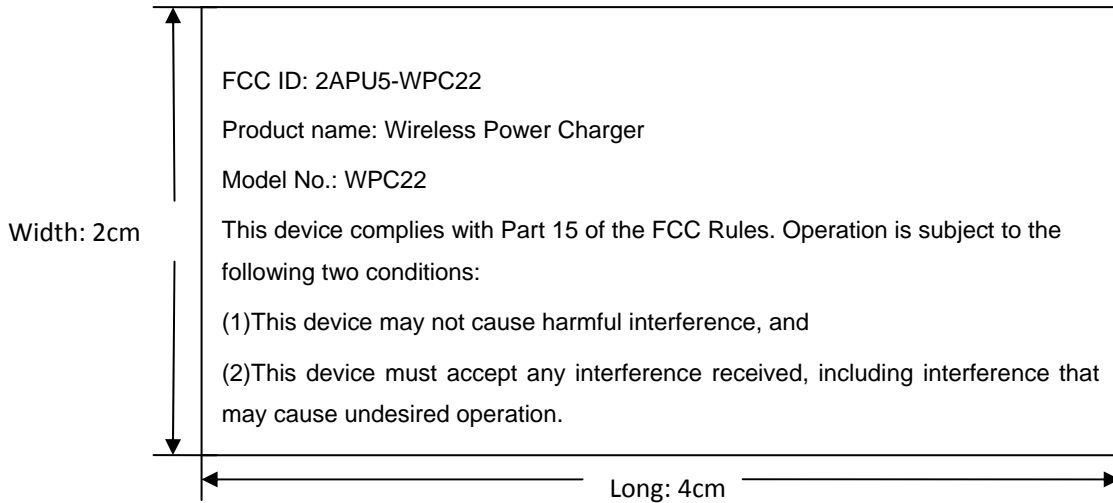 FCC ID: 2APU5-WPC22
Product name: Wireless Power Charger
Model No.: WPC22
Width: 2cm
This device complies with Part 15 of the FCC Rules. Operation is subject to the
following two conditions:
(1)This device may not cause harmful interference, and
(2)This device must accept any interference received, including interference that
may cause undesired operation.
Long: 4cm